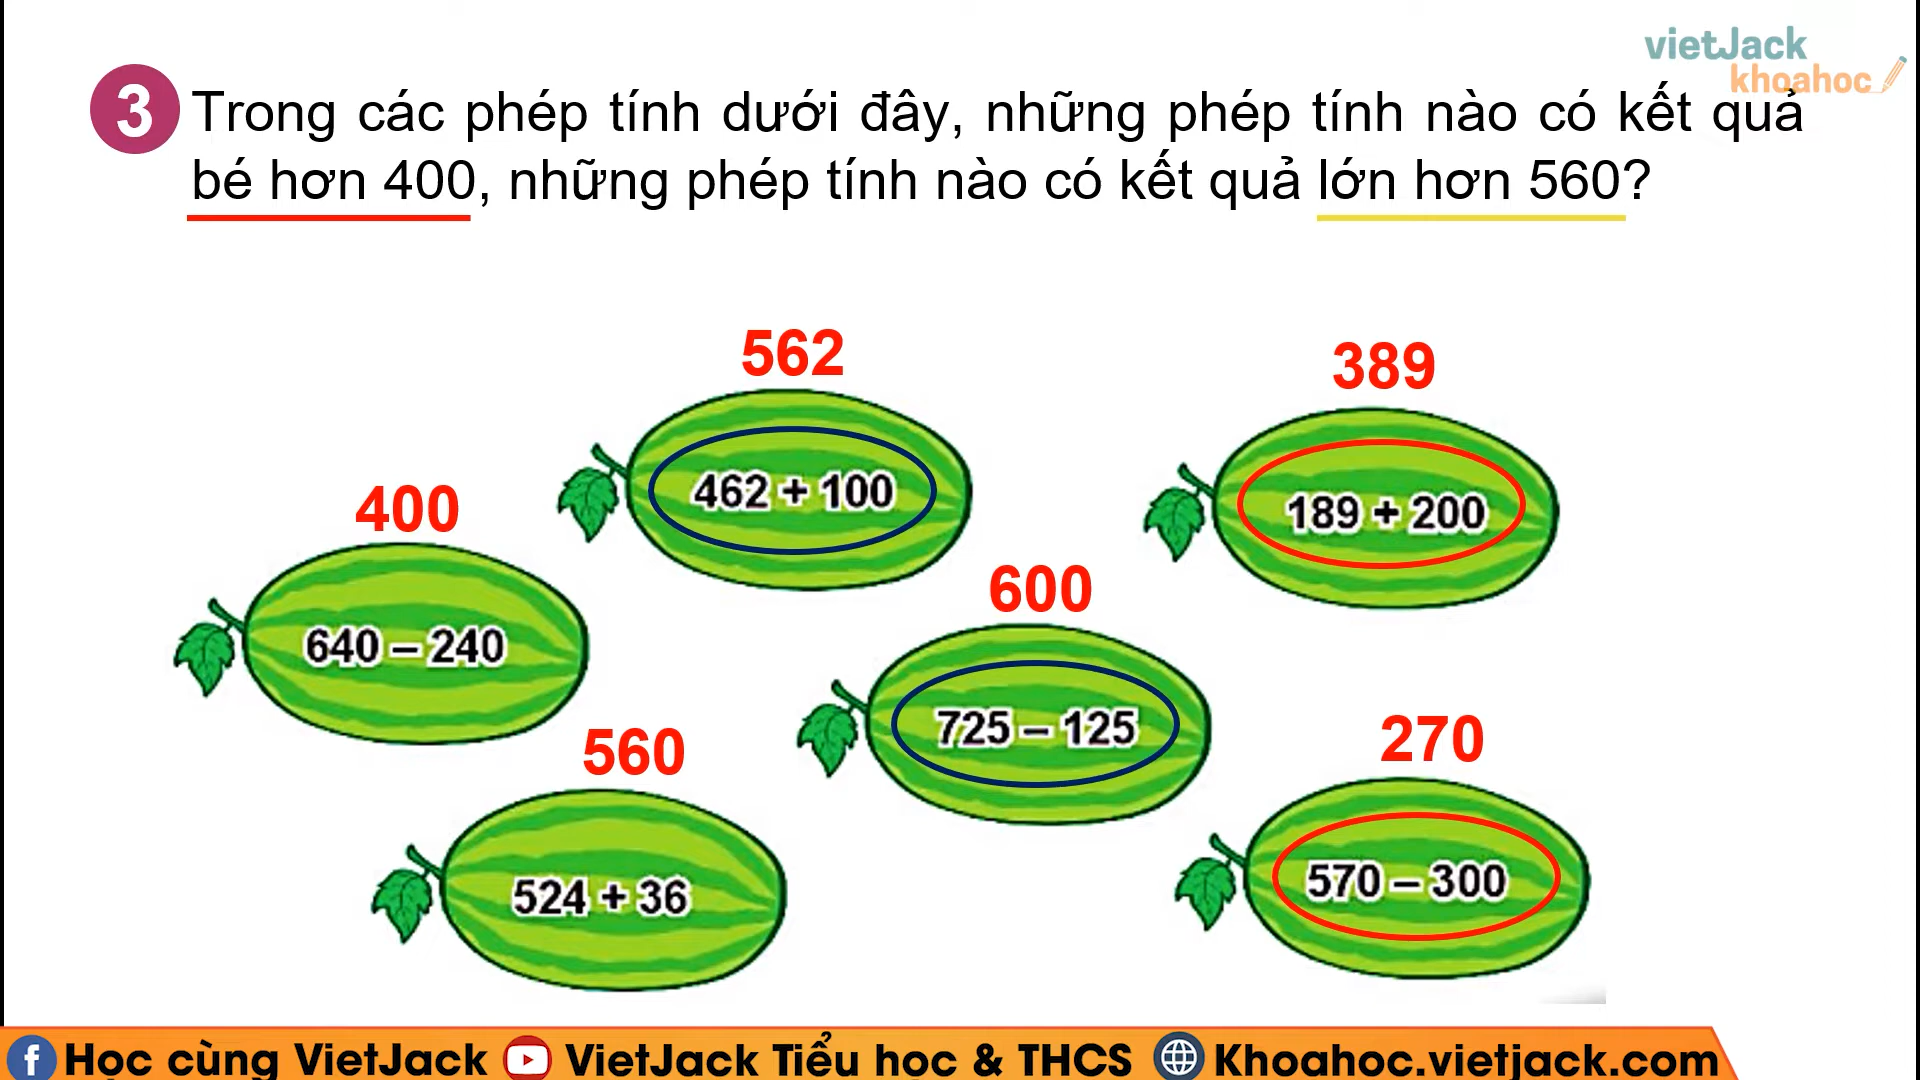 vietJack
khoahoc
3 Trong các phép tính dưới đây, những phép tính nào có kết quả
bé hơn 400, những phép tính nào có kết quả lớn hơn 560?
562
389
462 + 100
189 + 200
400
640 – 240
600
725 – 125
560
524 + 36
270
570 – 300
Học cùng VietJack VietJack Tiểu học & THCS Khoahoc.vietjack.com